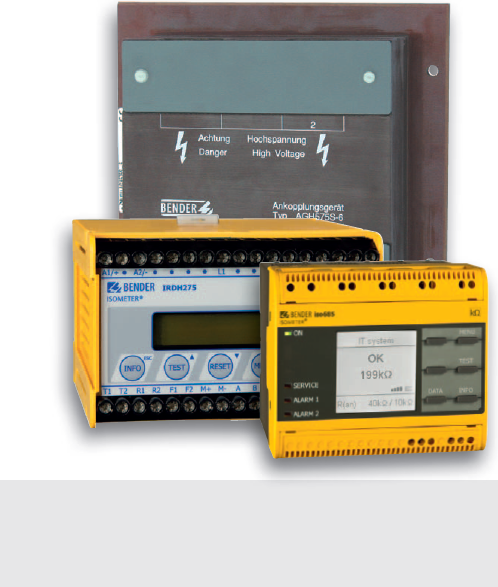 2
Achtung Hochspannung
Danger High Voltage
BENDER
Ankopplungsgerät
Typ AGH675S-6
A1/+ A2/- L1
BENDER IRDH275
ISOMETER®
ESC
INFO TEST RESET
T1 T2 R1 R2 F1 F2 M+ M- A B
kΩ
BENDER iso685
ISOMETER®
ON
MENU
IT system
OK
199kΩ
TEST
SERVICE
ALARM 1
ALARM 2
R(an) 40kΩ / 10kΩ
DATA INFO